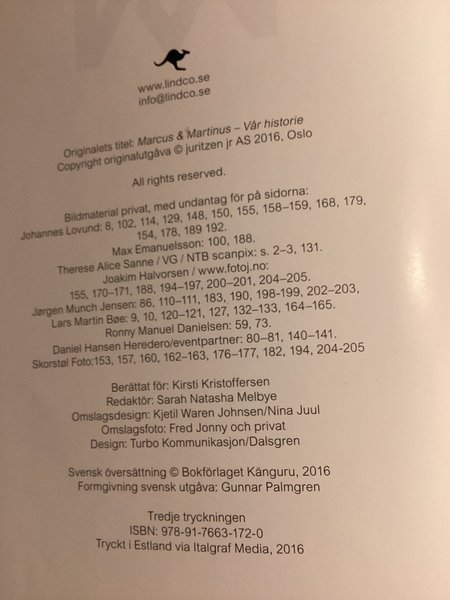 www.lindco.se
info@lindco.se
Originalets titel: Marcus & Martinus – Vår historie
Copyright originalutgåva © juritzen jr AS 2016, Oslo
All rights reserved.
Bildmaterial privat, med undantag för på sidorna:
Johannes Lovund: 8, 102, 114, 129, 148, 150, 155, 158–159, 168, 179,
154, 178, 189 192.
Max Emanuelsson: 100, 188.
Therese Alice Sanne / VG / NTB scanpix: s. 2–3, 131.
Joakim Halvorsen / www.fotoj.no:
155, 170–171, 188, 194–197, 200–201, 204–205.
Jørgen Munch Jensen: 86, 110–111, 183, 190, 198-199, 202–203,
Lars Martin Bøe: 9, 10, 120–121, 127, 132–133, 164–165.
Ronny Manuel Danielsen: 59, 73.
Daniel Hansen Heredero/eventpartner: 80–81, 140–141.
Skorstøl Foto:153, 157, 160, 162–163, 176–177, 182, 194, 204-205
Berättat för: Kirsti Kristoffersen
Redaktör: Sarah Natasha Melbye
Omslagsdesign: Kjetil Waren Johnsen/Nina Juul
Omslagsfoto: Fred Jonny och privat
Design: Turbo Kommunikasjon/Dalsgren
Svensk översättning © Bokförlaget Känguru, 2016
Formgivning svensk utgåva: Gunnar Palmgren
Tredje tryckningen
ISBN: 978-91-7663-172-0
Tryckt i Estland via Italgraf Media, 2016